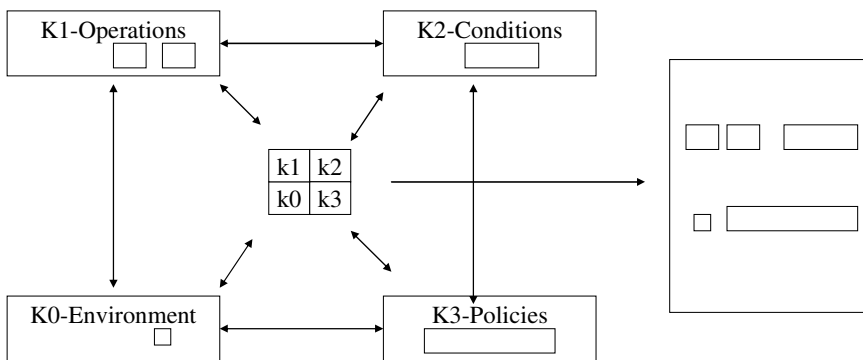 K1-Operations
K2-Conditions
k1 k2
k0 k3
K0-Environment
K3-Policies